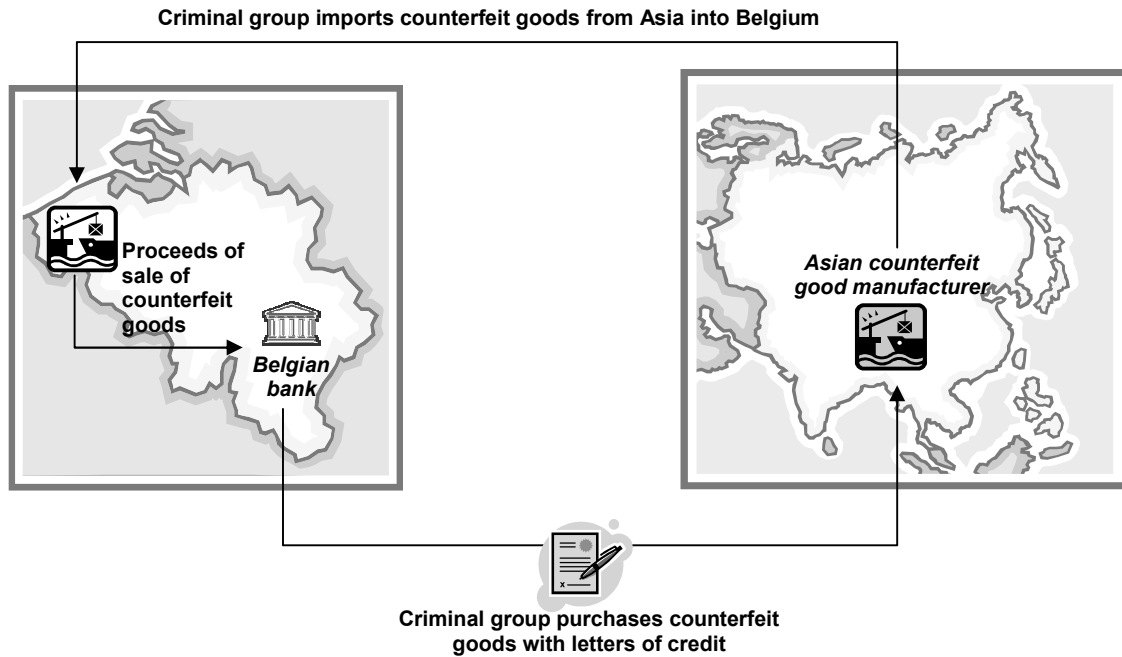 Criminal group imports counterfeit goods from Asia into Belgium
Proceeds of
sale of
counterfeit
goods
Belgian
bank
Asian counterfeit
good manufacturer
x
Criminal group purchases counterfeit
goods with letters of credit